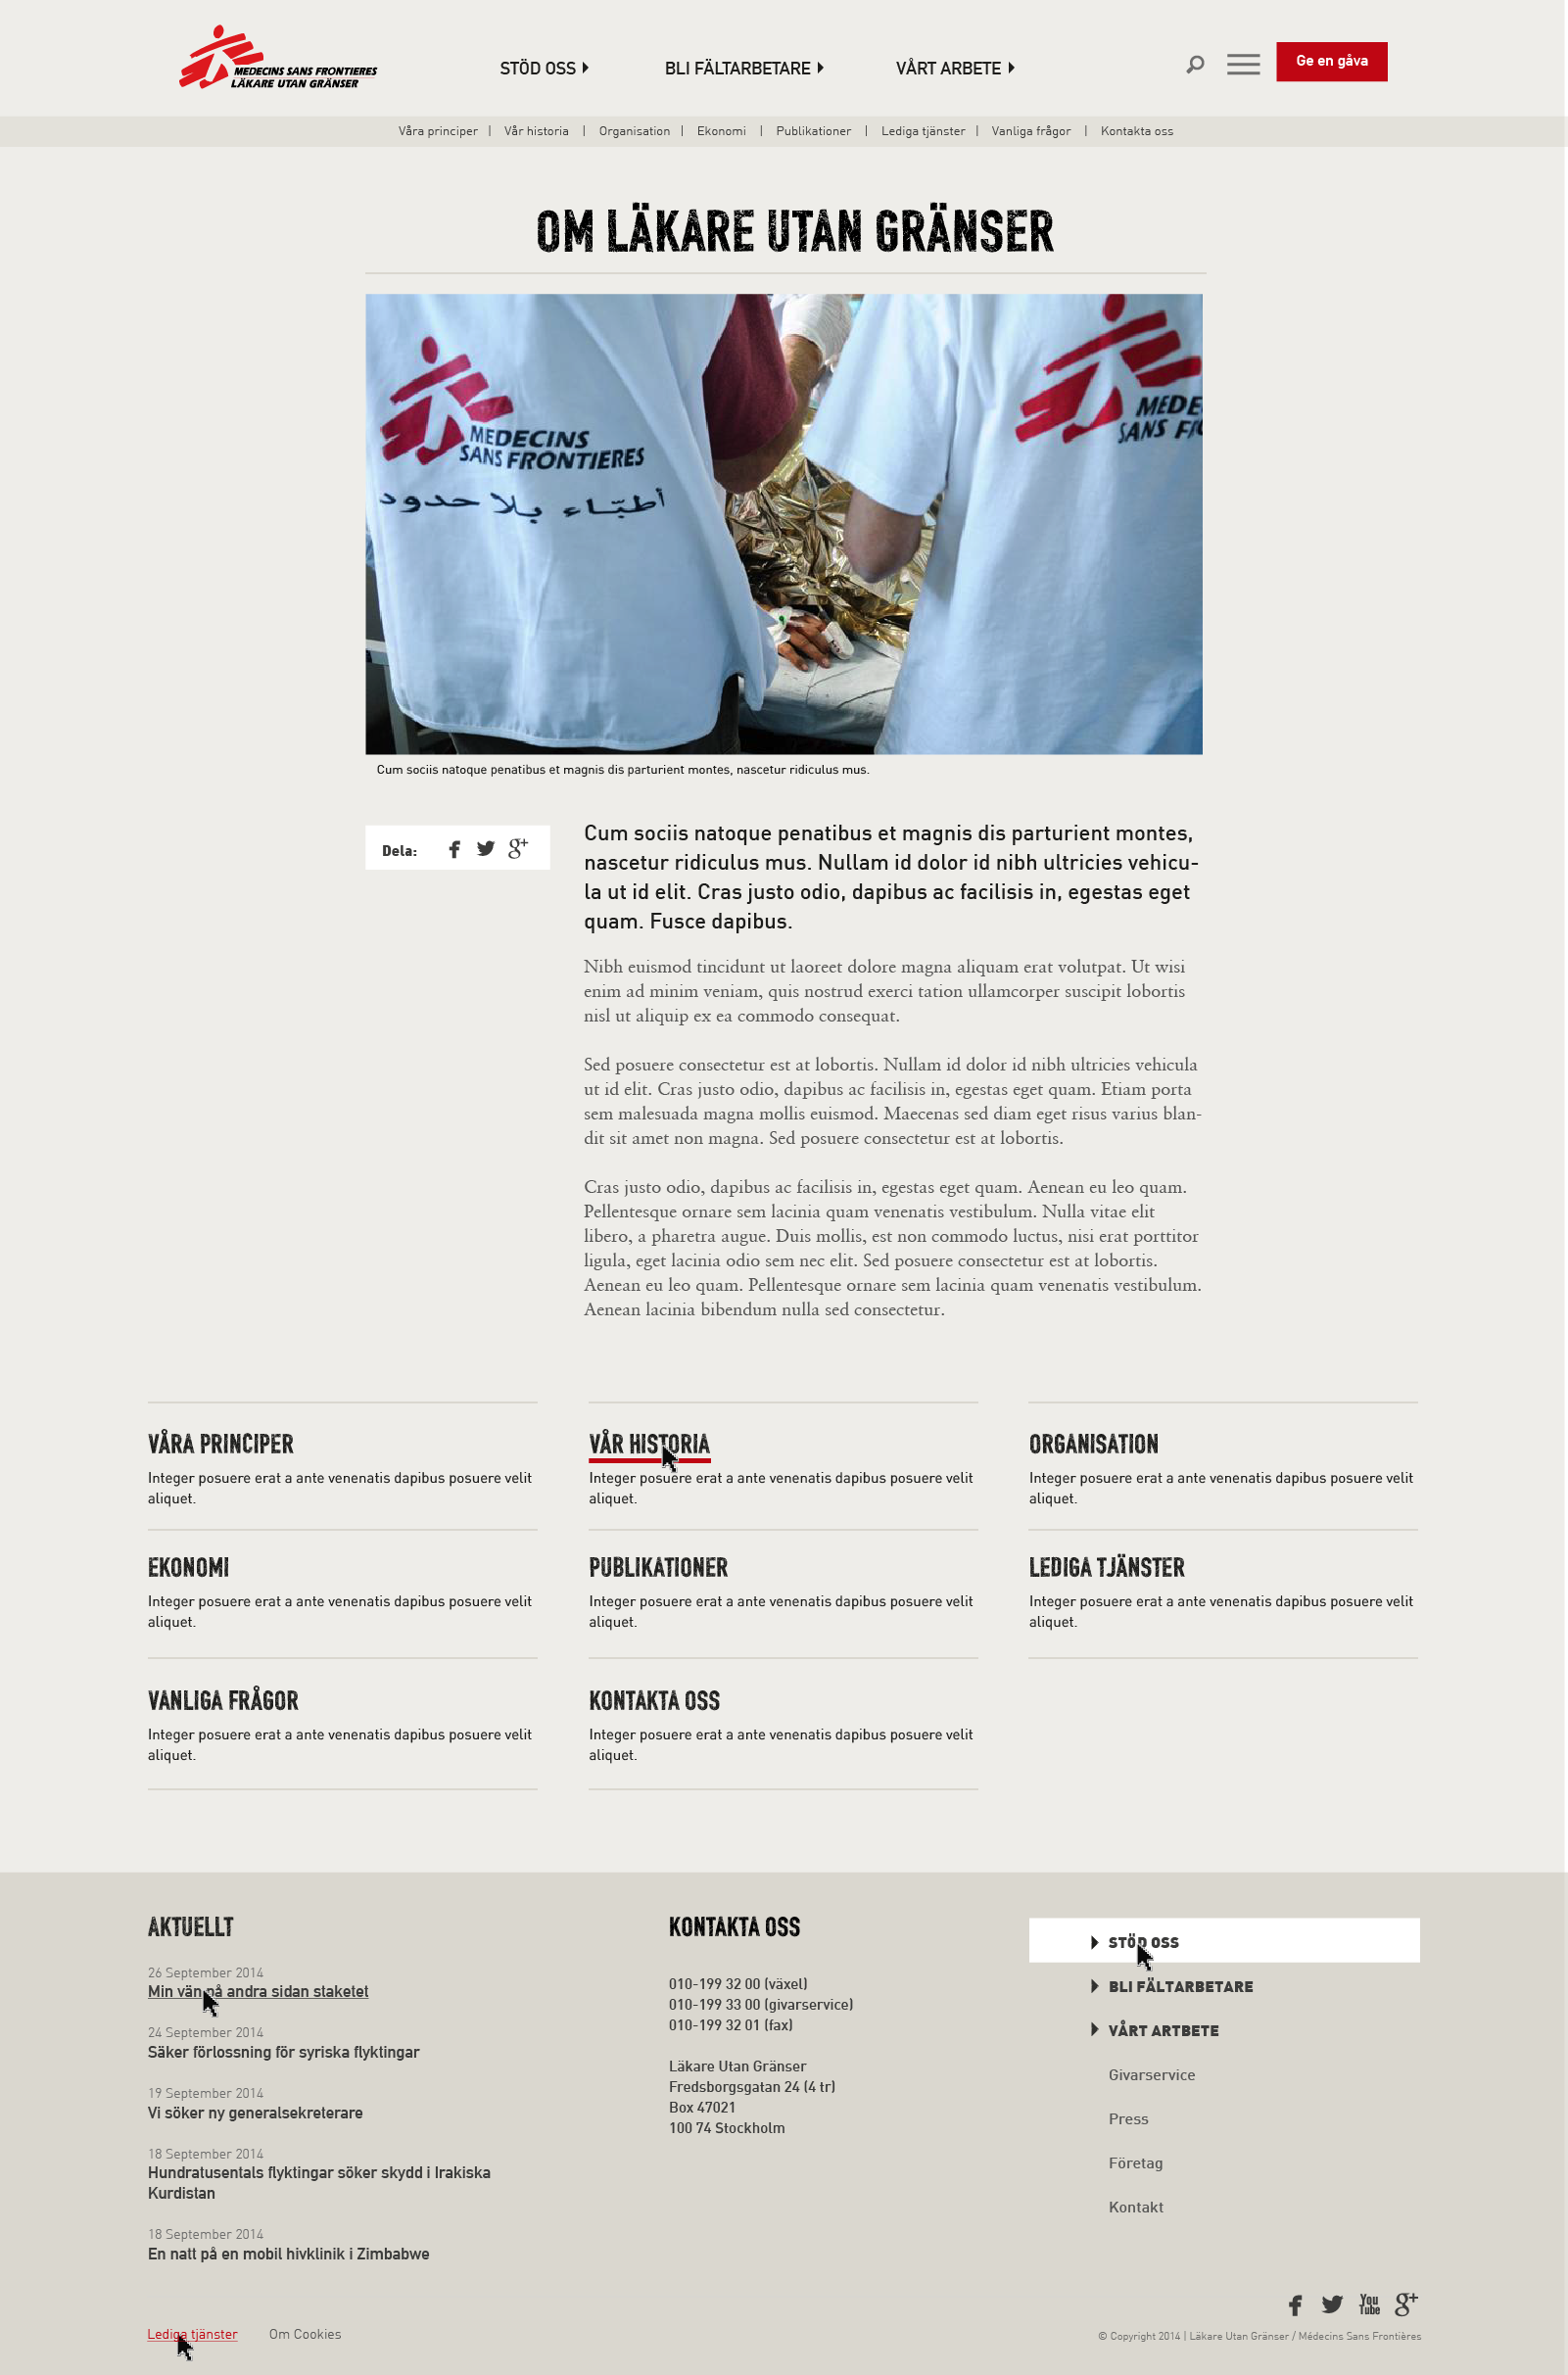 MEDECINS SANS FRONTIERES
LÄKARE UTAN GRÄNSER
STÖD OSS
BLI FÄLTARBETARE
VÅRT ARBETE
Ge en gåva
Våra principer | Vår historia | Organisation | Ekonomi | Publikationer | Lediga tjänster | Vanliga frågor | Kontakta oss
OM LÄKARE UTAN GRÄNSER
MEDECINS
SANS FRONTIERES
أطبّاء بلا حدود
MEDE
SANS F
Cum sociis natoque penatibus et magnis dis parturient montes, nascetur ridiculus mus.
Dela:
Cum sociis natoque penatibus et magnis dis parturient montes,
nascetur ridiculus mus. Nullam id dolor id nibh ultricies vehicu-
la ut id elit. Cras justo odio, dapibus ac facilisis in, egestas eget
quam. Fusce dapibus.
Nibh euismod tincidunt ut laoreet dolore magna aliquam erat volutpat. Ut wisi
enim ad minim veniam, quis nostrud exerci tation ullamcorper suscipit lobortis
nisl ut aliquip ex ea commodo consequat.
Sed posuere consectetur est at lobortis. Nullam id dolor id nibh ultricies vehicula
ut id elit. Cras justo odio, dapibus ac facilisis in, egestas eget quam. Etiam porta
sem malesuada magna mollis euismod. Maecenas sed diam eget risus varius blan-
dit sit amet non magna. Sed posuere consectetur est at lobortis.
Cras justo odio, dapibus ac facilisis in, egestas eget quam. Aenean eu leo quam.
Pellentesque ornare sem lacinia quam venenatis vestibulum. Nulla vitae elit
libero, a pharetra augue. Duis mollis, est non commodo luctus, nisi erat porttitor
ligula, eget lacinia odio sem nec elit. Sed posuere consectetur est at lobortis.
Aenean eu leo quam. Pellentesque ornare sem lacinia quam venenatis vestibulum.
Aenean lacinia bibendum nulla sed consectetur.
VÅRA PRINCIPER
Integer posuere erat a ante venenatis dapibus posuere velit
aliquet.
VÅR HISTORIA
Integer posuere erat a ante venenatis dapibus posuere velit
aliquet.
ORGANISATION
Integer posuere erat a ante venenatis dapibus posuere velit
aliquet.
EKONOMI
Integer posuere erat a ante venenatis dapibus posuere velit
aliquet.
PUBLIKATIONER
Integer posuere erat a ante venenatis dapibus posuere velit
aliquet.
LEDIGA TJÄNSTER
Integer posuere erat a ante venenatis dapibus posuere velit
aliquet.
VANLIGA FRÅGOR
Integer posuere erat a ante venenatis dapibus posuere velit
aliquet.
KONTAKTA OSS
Integer posuere erat a ante venenatis dapibus posuere velit
aliquet.
AKTUELLT
26 September 2014
Min vän på andra sidan staketet
24 September 2014
Säker förlossning för syriska flyktingar
19 September 2014
Vi söker ny generalsekreterare
18 September 2014
Hundratusentals flyktingar söker skydd i Irakiska
Kurdistan
18 September 2014
En natt på en mobil hivklinik i Zimbabwe
Lediga tjänster
Om Cookies
KONTAKTA OSS
010-199 32 00 (växel)
010-199 33 00 (givarservice)
010-199 32 01 (fax)
Läkare Utan Gränser
Fredsborgsgatan 24 (4 tr)
Box 47021
100 74 Stockholm
STÖD OSS
BLI FÄLTARBETARE
VÅRT ARTBETE
Givarservice
Press
Företag
Kontakt
You
Tube
© Copyright 2014 | Läkare Utan Gränser / Médecins Sans Frontières